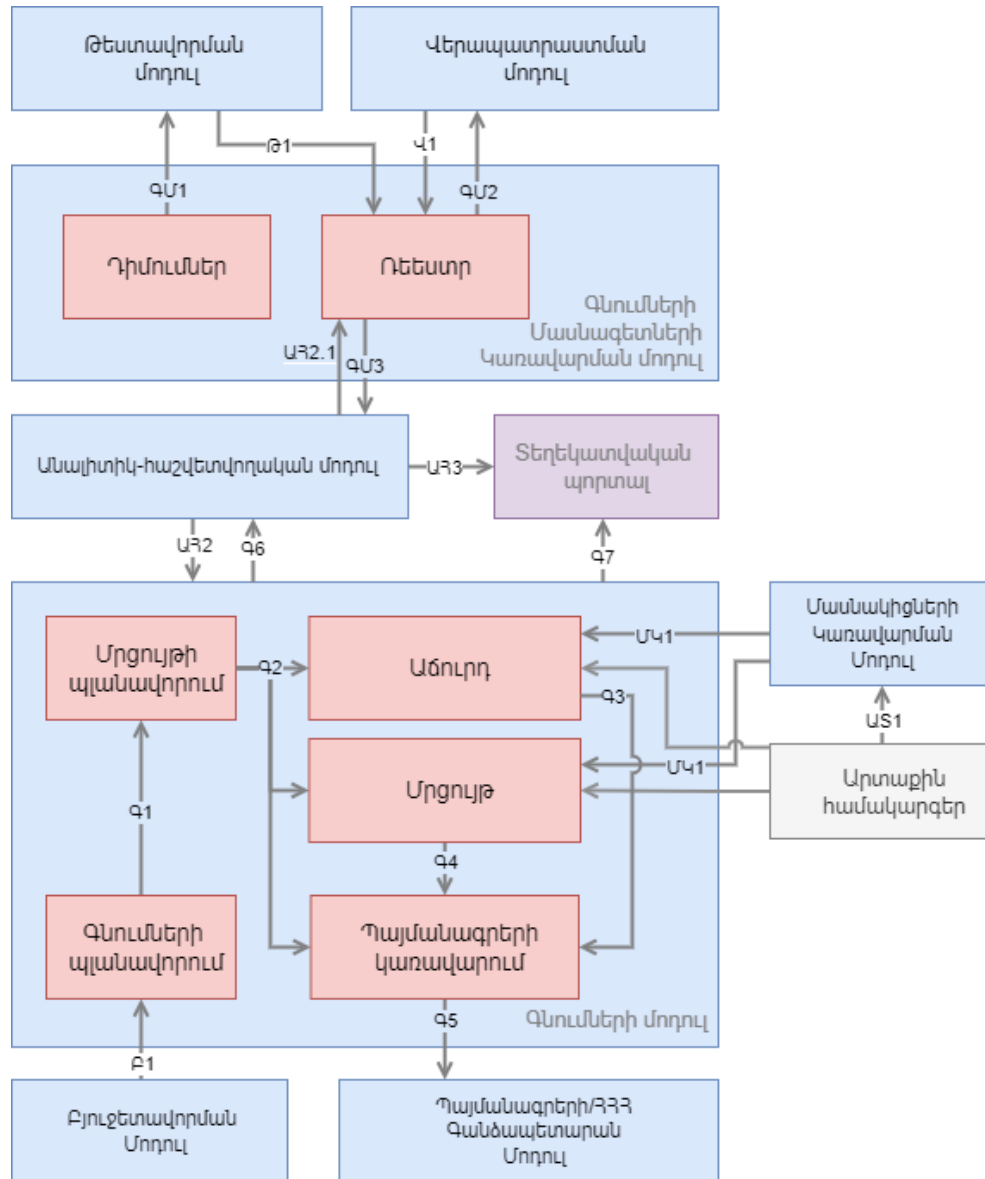 Թեստավորման
մոդուլ
Վերապատրաստման
մոդուլ
Թ1
Վ1
ԳՄ1
ԳՄ2
Դիմումներ
Ռեեստր
Գնումների
Մասնագետների
Կառավարման մոդուլ
ԱՀ2.1
ԳՄ3
Անալիտիկ-հաշվետվողական մոդուլ
ԱՀ3
Տեղեկատվական
պորտալ
ԱՀ2
Գ6
Գ7
Մրցույթի
պլանավորում
Գ2
Աճուրդ
ՄԿ1
Մասնակիցների
Կառավարման
Մոդուլ
Գ3
ԱՏ1
Մրցույթ
ՄԿ1
Արտաքին
համակարգեր
Գ1
Գ4
Գնումների
պլանավորում
Պայմանագրերի
կառավարում
Գ5
Գնումների մոդուլ
Բ1
Բյուջետավորման
Մոդուլ
Պայմանագրերի/ՀՀՀ
Գանձապետարան
Մոդուլ